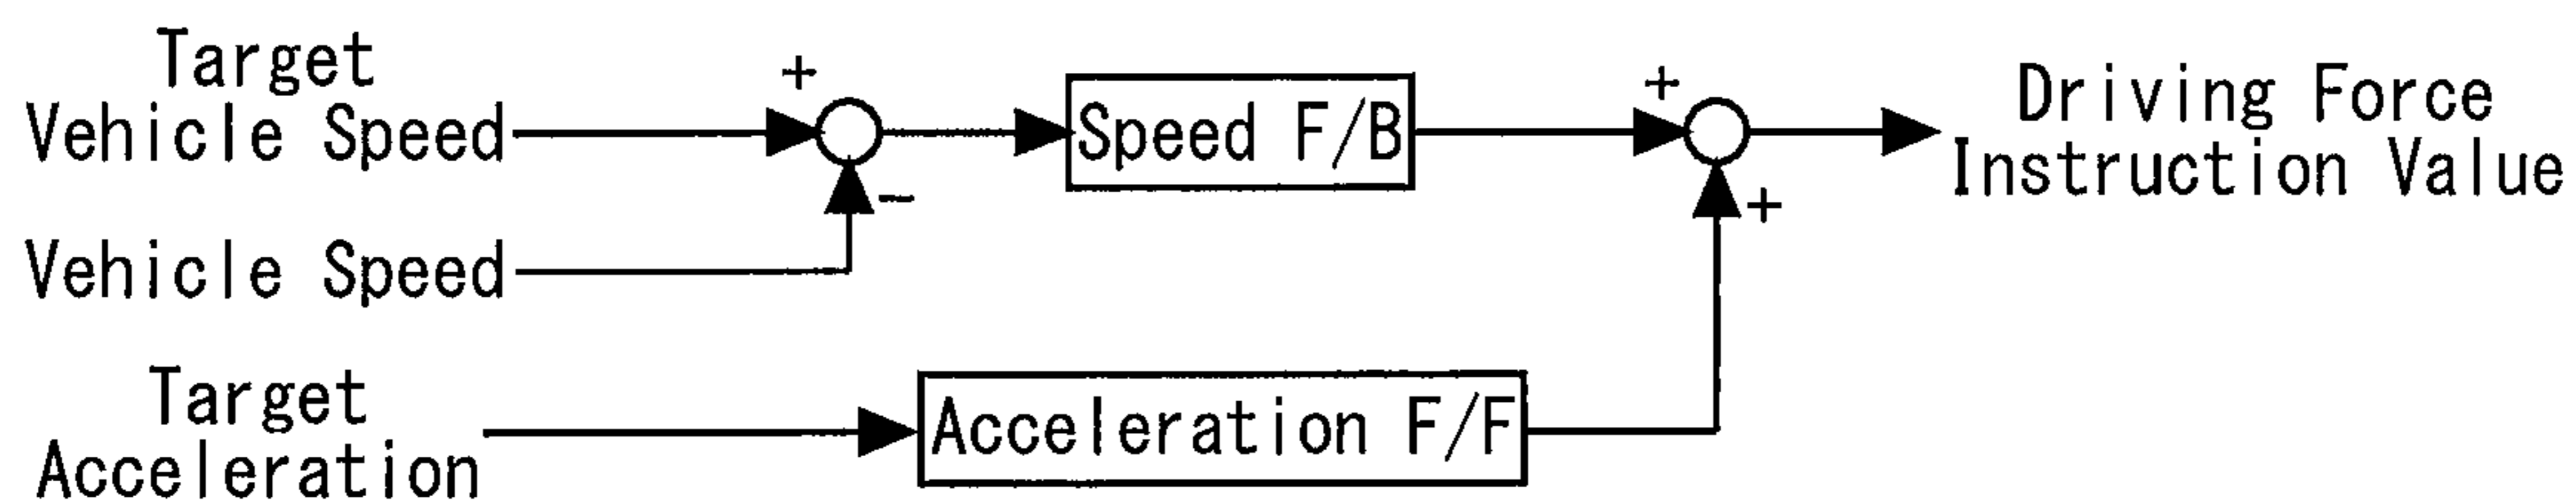 Target
Vehicle Speed
+
Speed F/B
+
Driving Force
Instruction Value
-
+
Vehicle Speed
Target
Acceleration
Acceleration F/F